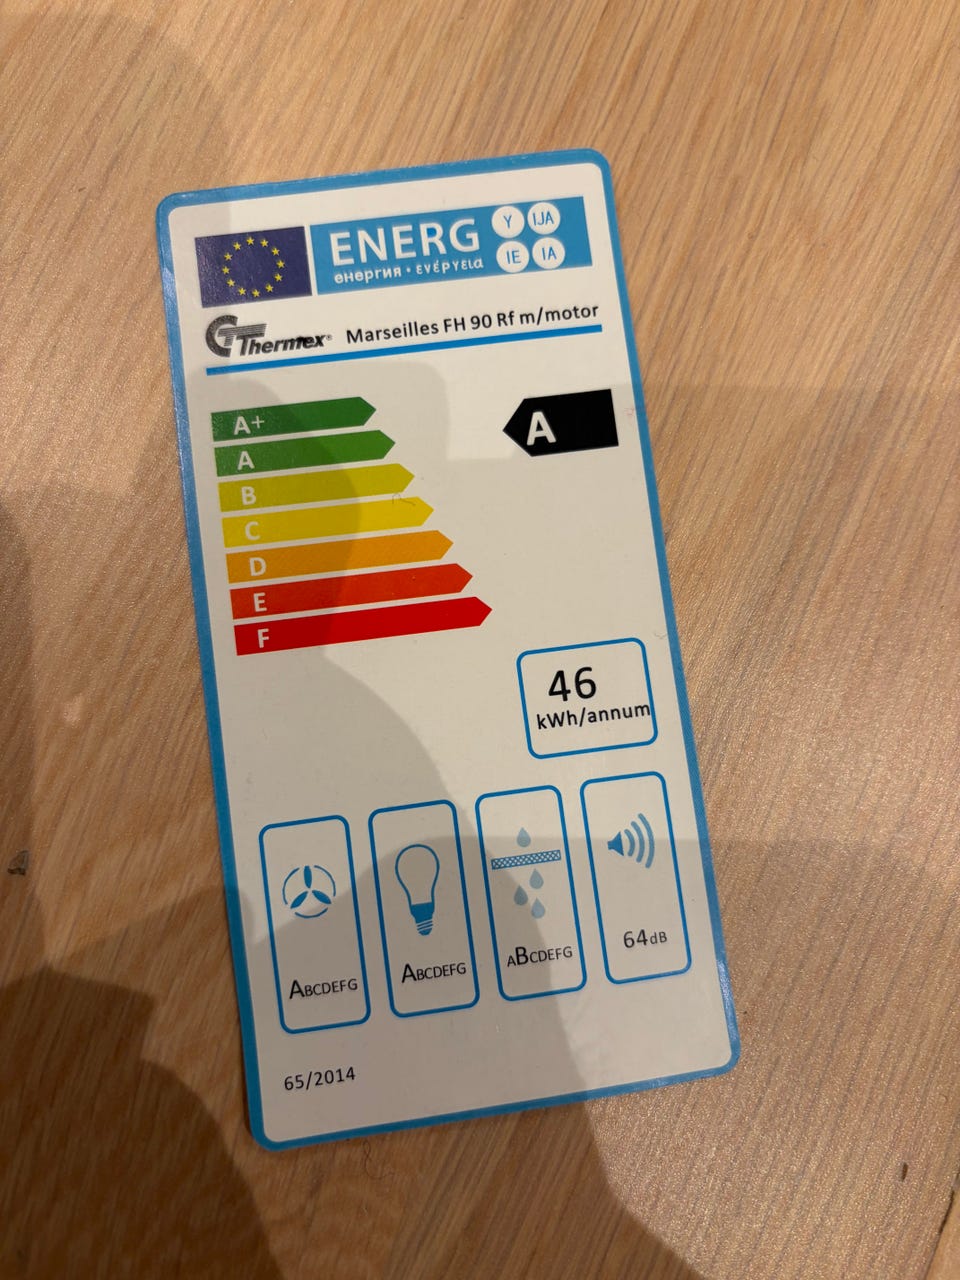 ENERG Y IJA
енергия · ενέργεια IE IA
Thermex® Marseilles FH 90 Rf m/motor
A+
A
A
B
C
D
E
F
46
kWh/annum
ABCDEFG
ABCDEFG
ABCDEFG
64dB
65/2014